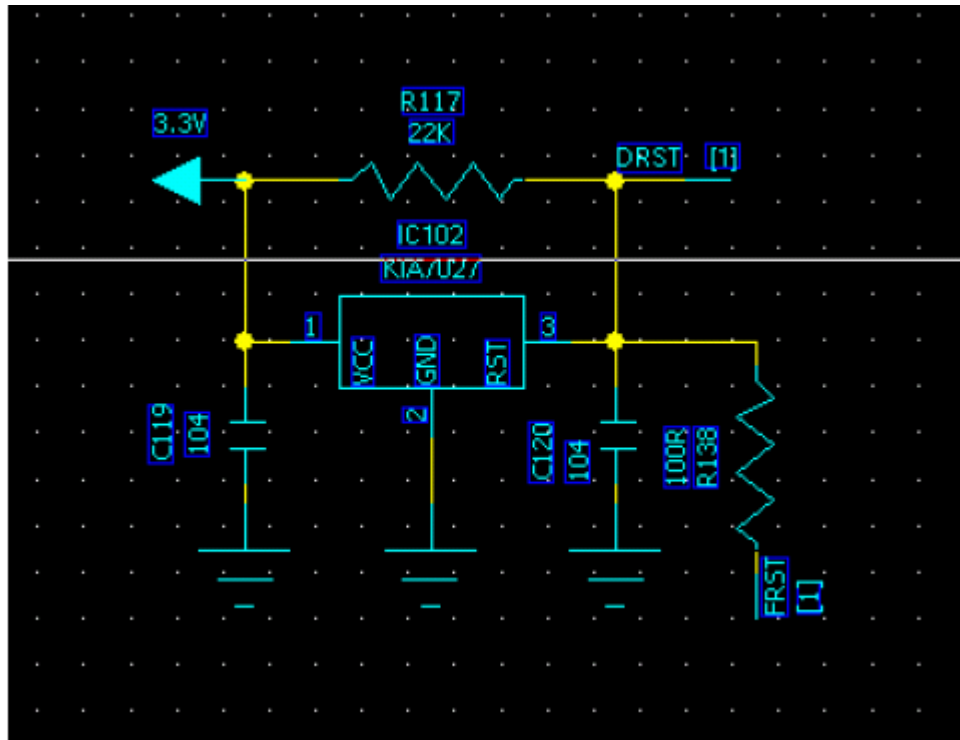 R117
3.3V
22K
DRST [1]
IC102
KIA7027
1
3
VCC
GND
RST
2
C119
104
C120
104
100R
R138
FRST
[1]